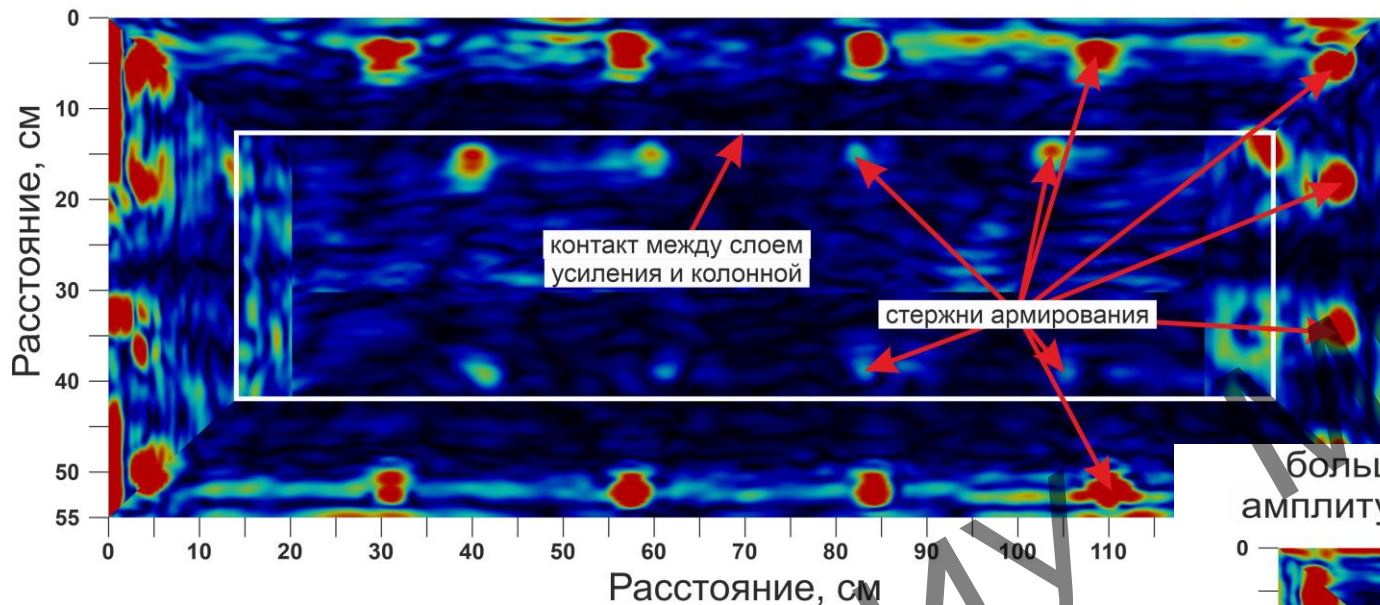 0
10
20
30
40
50
55
Расстояние, см
контакт между слоем
усиления и колонной
стержни армирования
0 10 20 30 40 50 60 70 80 90 100 110
Расстояние, см
0